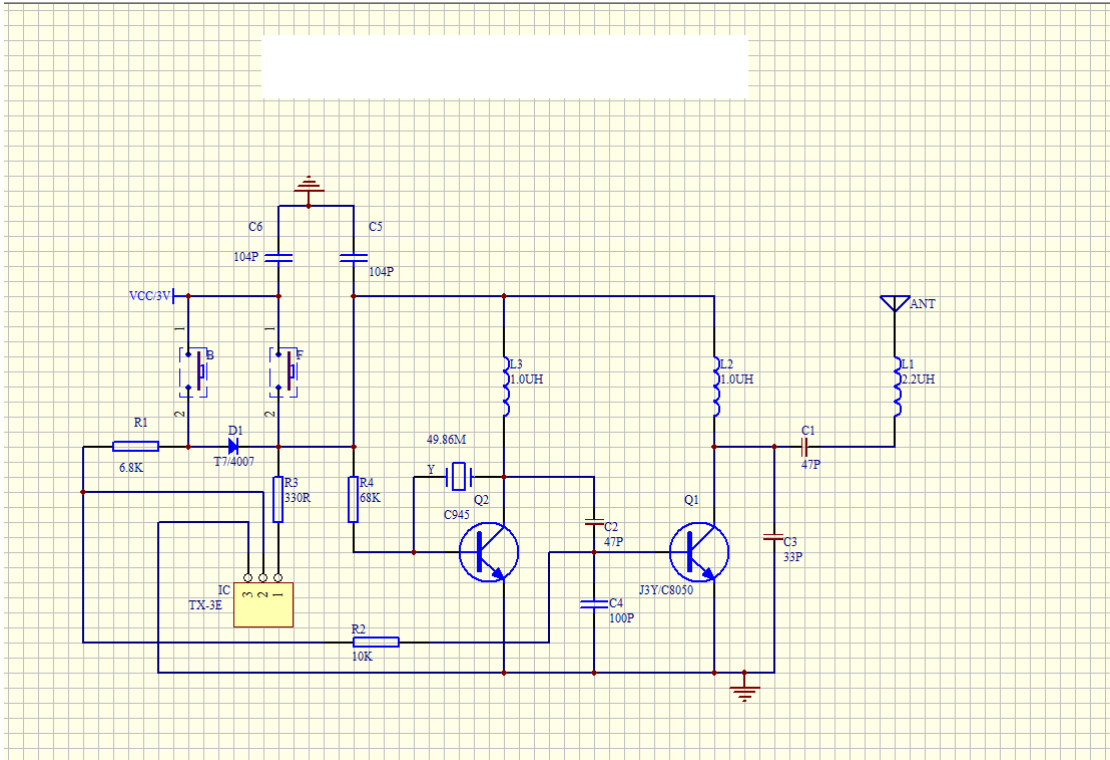 C6
C5
104P
104P
VCC/3V
ANT
1
1
B
F
L3
1.0UH
L2
1.0UH
L1
2.2UH
2
2
R1
D1
6.8K
T7/4007
49.86M
C1
47P
Y
R3
330R
R4
68K
Q2
C945
Q1
C2
47P
C3
33P
IC
TX-3E
3
2
1
J3Y/C8050
C4
100P
R2
10K